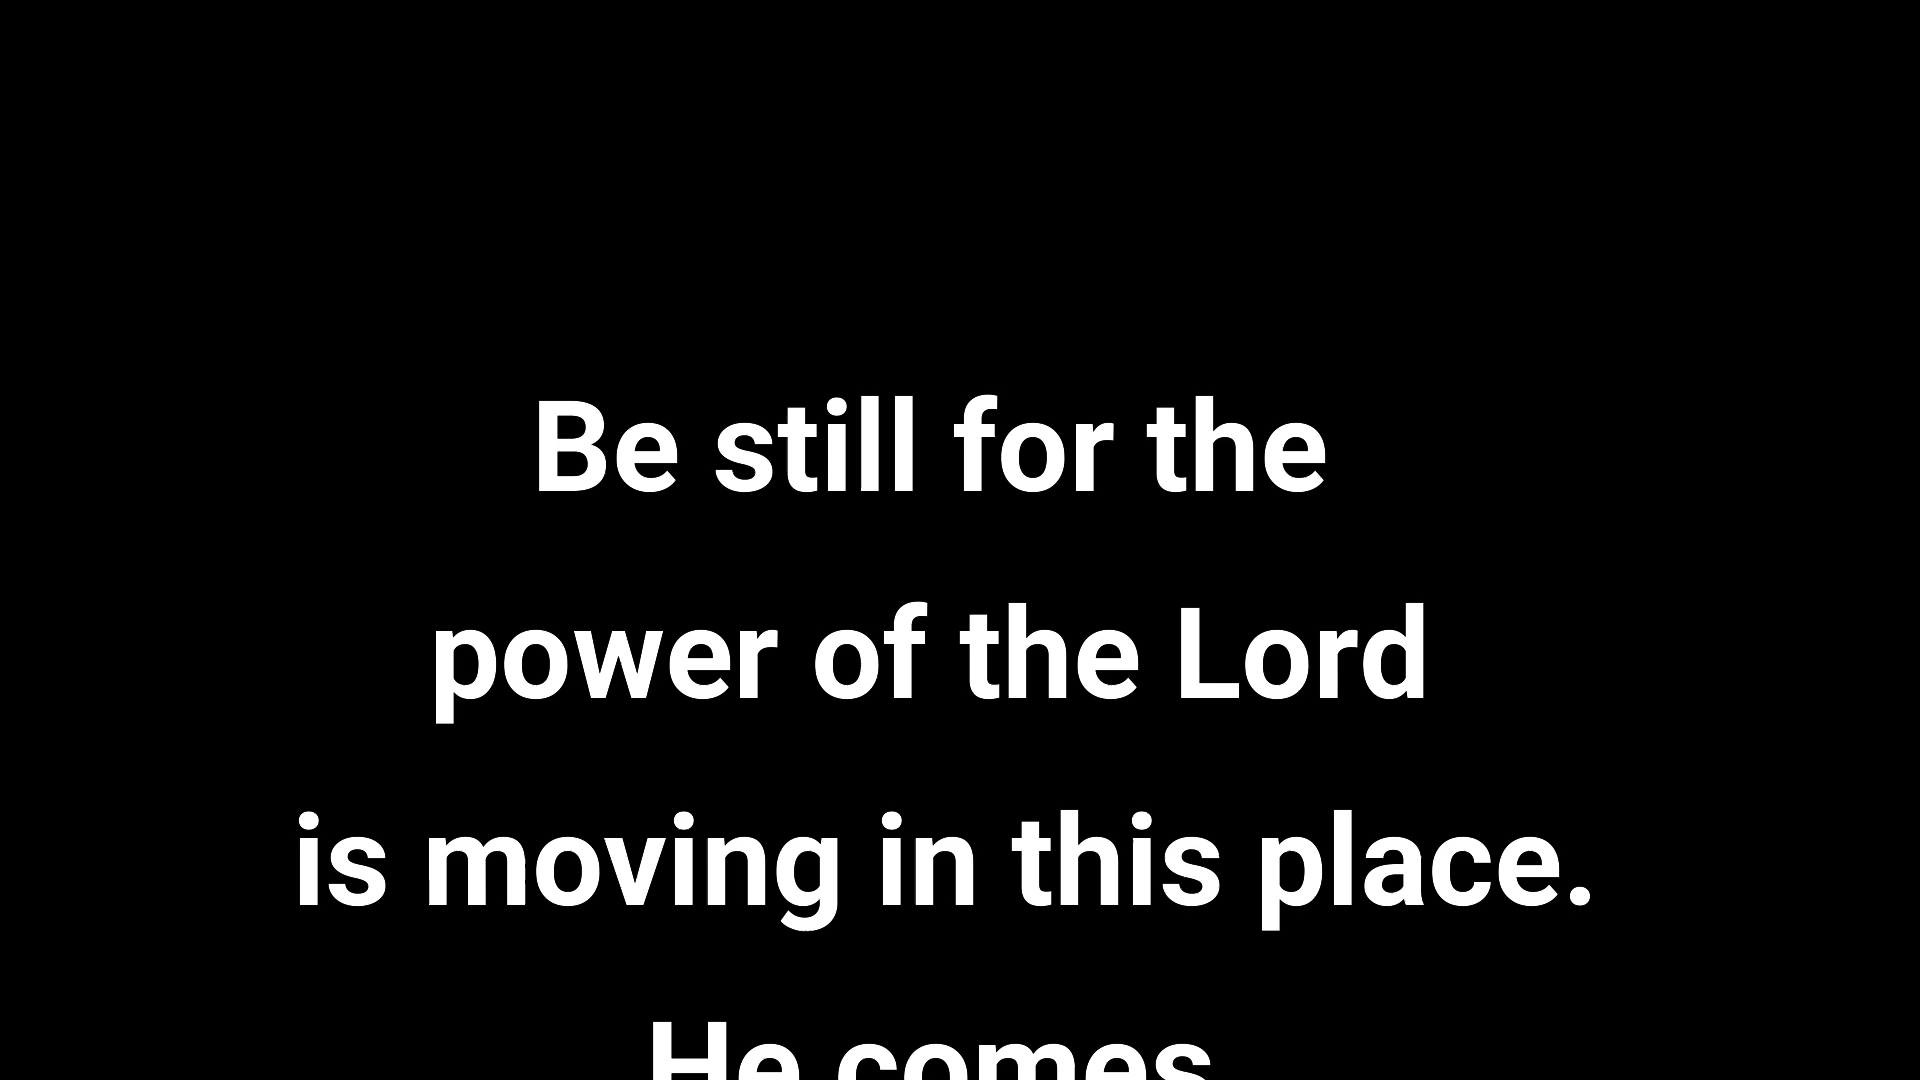 Be still for the
power of the Lord
is moving in this place.
He comes